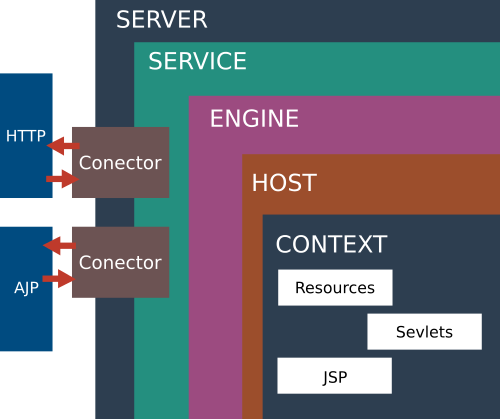 SERVER
SERVICE
ENGINE
HTTP
Conector
HOST
CONTEXT
Conector
AJP
Resources
Sevlets
JSP